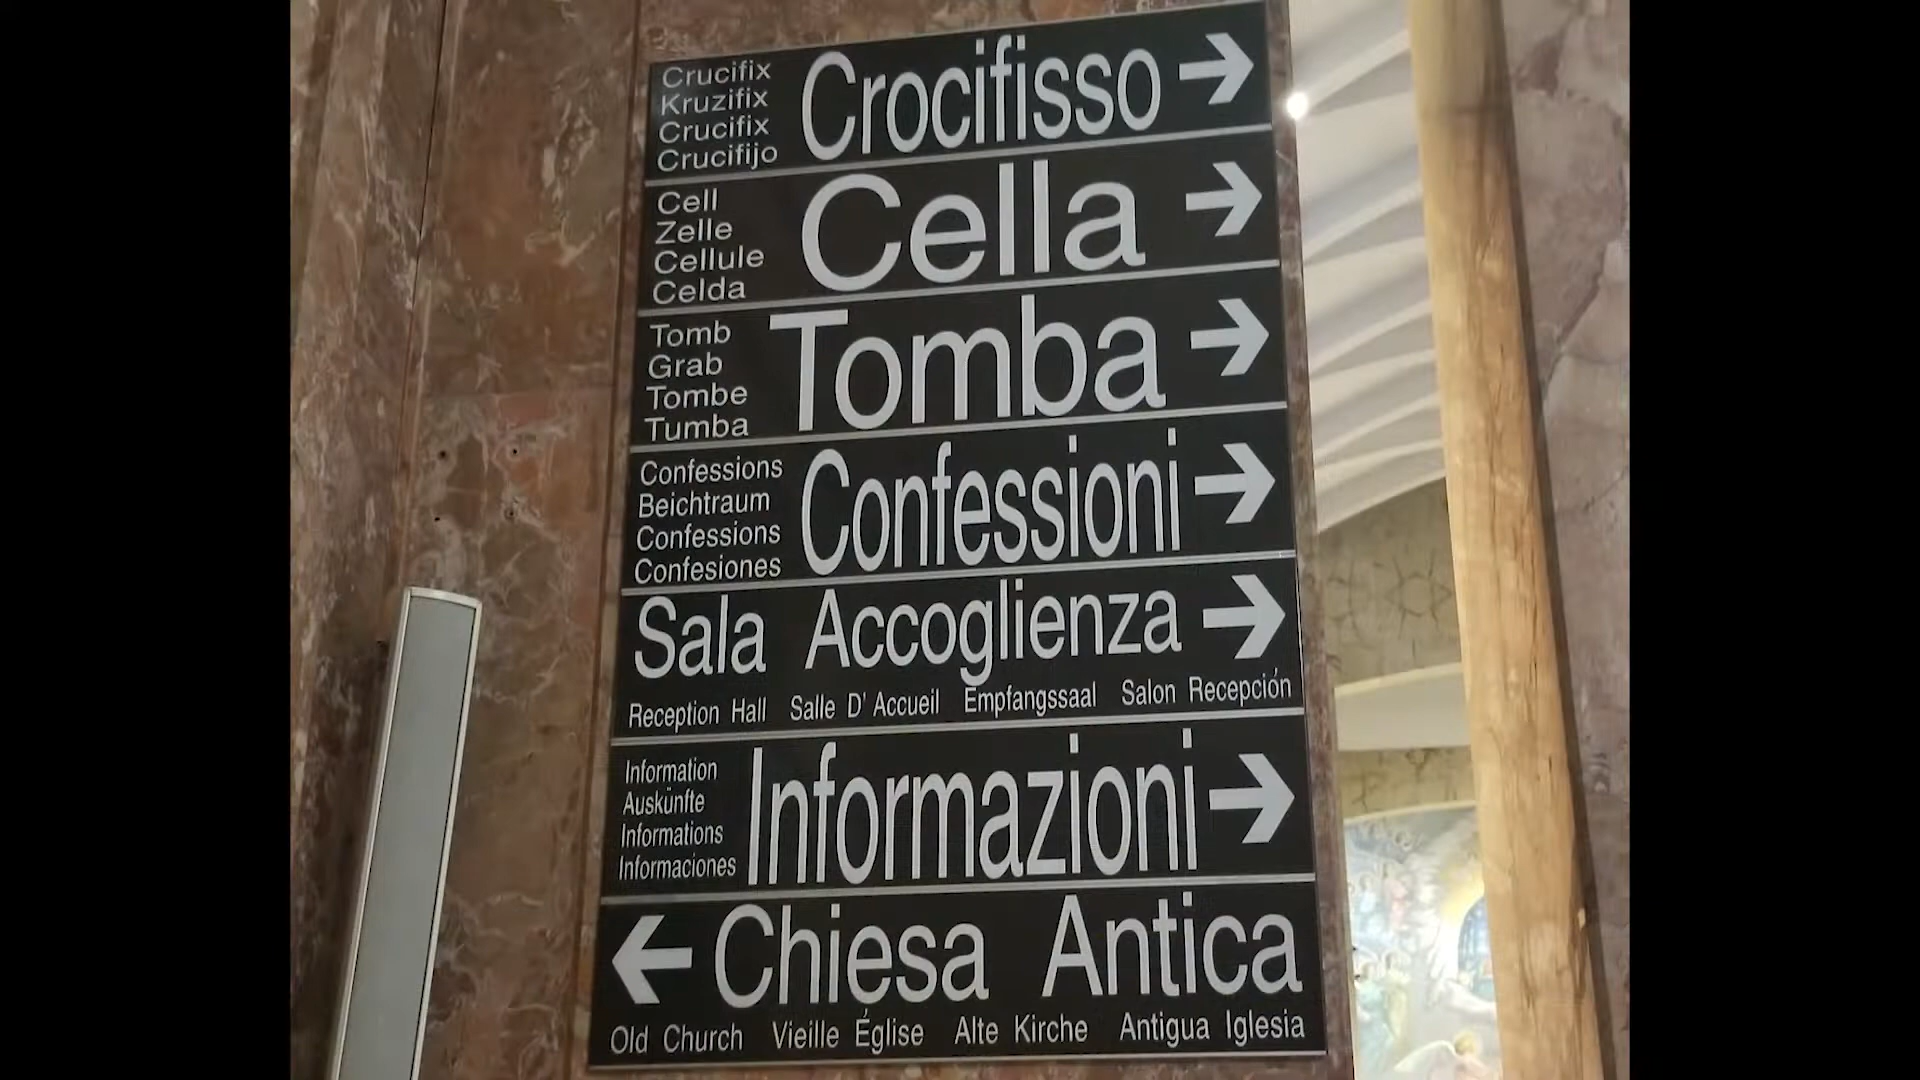 Crucifix
Kruzifix
Crucifix
Crucifijo
Crocifisso
Cell
Zelle
Cellule
Celda
Cella
Tomb
Grab
Tombe
Tumba
Tomba
Confessions
Beichtraum
Confessions
Confesiones
Confessioni
Sala Accoglienza
Reception Hall Salle D' Accueil Empfangssaal Salon Recepción
Information
Auskünfte
Informations
Informaciones
Informazioni
Chiesa Antica
Old Church Vieille Église Alte Kirche Antigua Iglesia